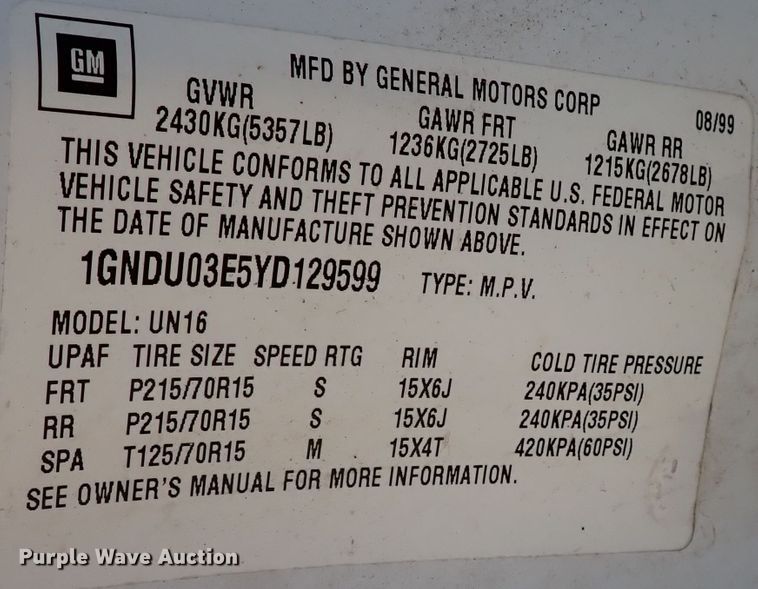 GM
MFD BY GENERAL MOTORS CORP 08/99
GVWR GAWR FRT GAWR RR
2430KG(5357LB) 1236KG(2725LB) 1215KG(2678LB)
THIS VEHICLE CONFORMS TO ALL APPLICABLE U.S. FEDERAL MOTOR
VEHICLE SAFETY AND THEFT PREVENTION STANDARDS IN EFFECT ON
THE DATE OF MANUFACTURE SHOWN ABOVE.
1GNDU03E5YD129599 TYPE: M.P.V.
MODEL: UN16
UPAF TIRE SIZE SPEED RTG RIM COLD TIRE PRESSURE
FRT P215/70R15 S 15X6J 240KPA(35PSI)
RR P215/70R15 S 15X6J 240KPA(35PSI)
SPA T125/70R15 M 15X4T 420KPA(60PSI)
SEE OWNER'S MANUAL FOR MORE INFORMATION.
Purple Wave Auction